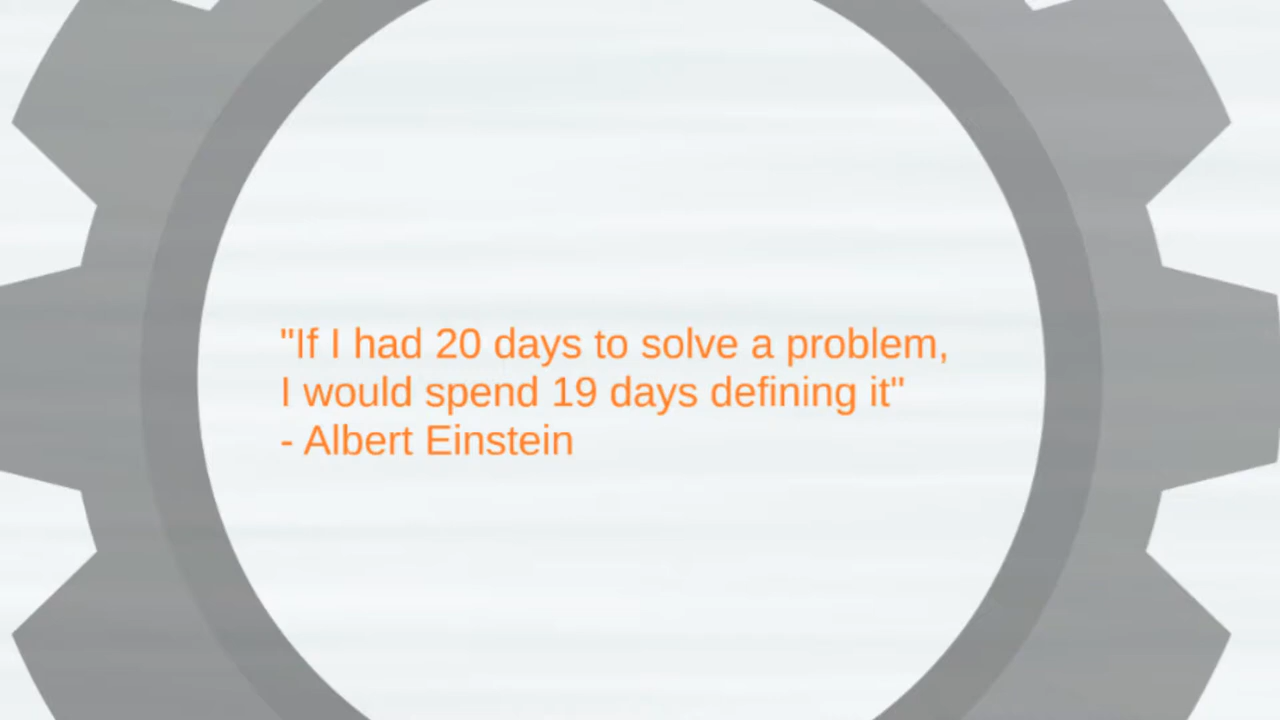 "If I had 20 days to solve a problem,
I would spend 19 days defining it"
- Albert Einstein